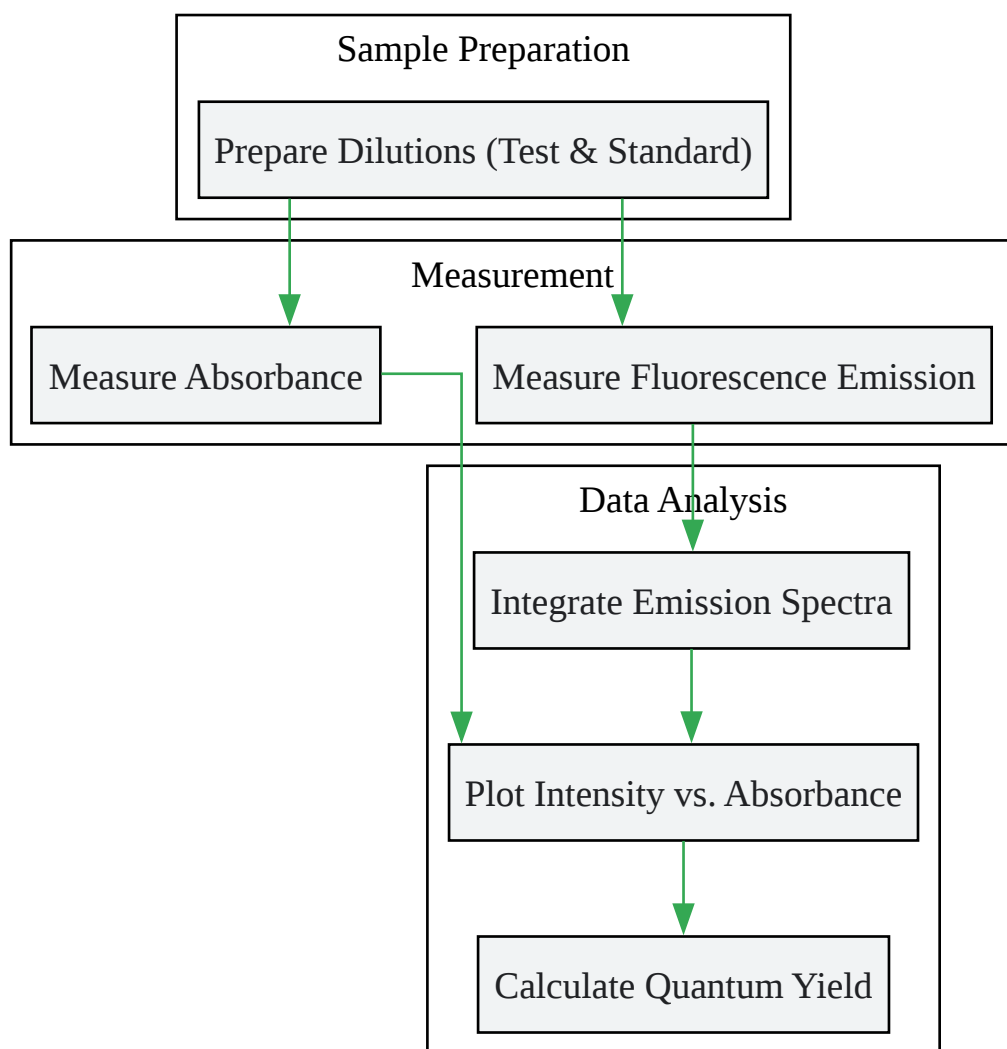 Sample Preparation
Prepare Dilutions (Test & Standard)
Measurement
Measure Absorbance
Measure Fluorescence Emission
Data Analysis
Integrate Emission Spectra
Plot Intensity vs. Absorbance
Calculate Quantum Yield